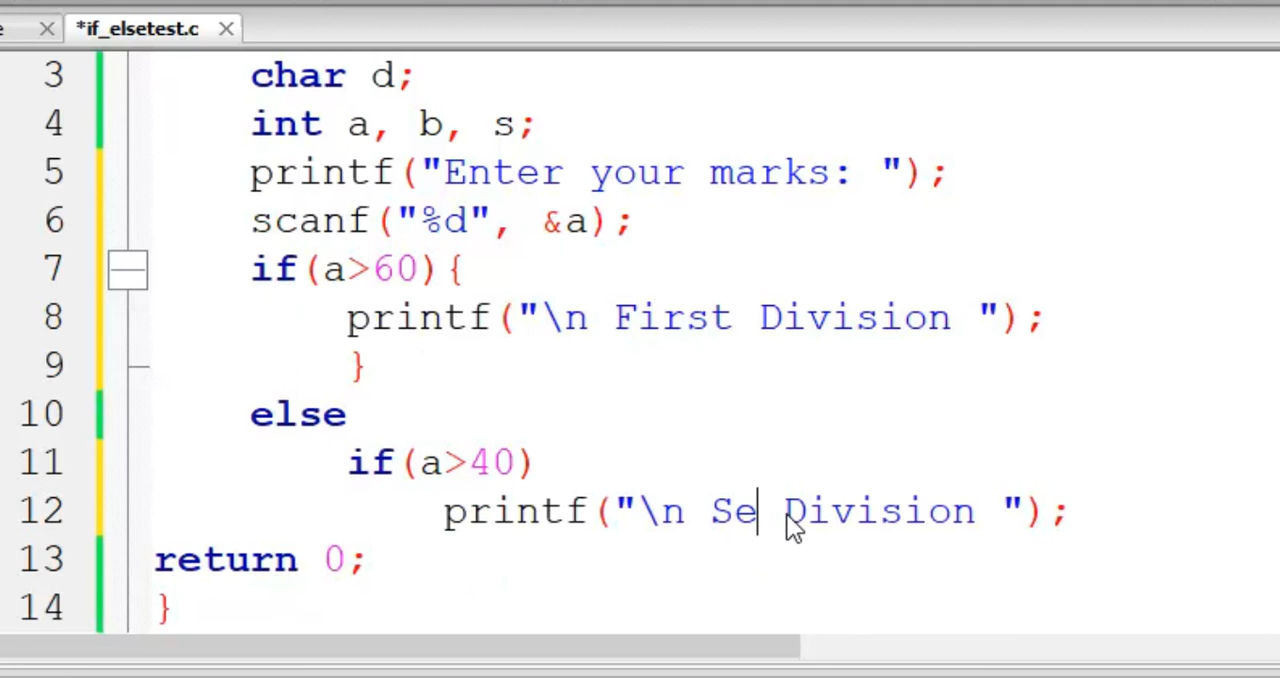 e
*if_elsetest.c
3 char d;
4 int a, b, s;
5 printf("Enter your marks: ");
6 scanf("%d", &a);
7 if(a>60){
8 printf("\n First Division ");
9 }
10 else
11 if(a>40)
12 printf("\n Se Division ");
13 return 0;
14 }